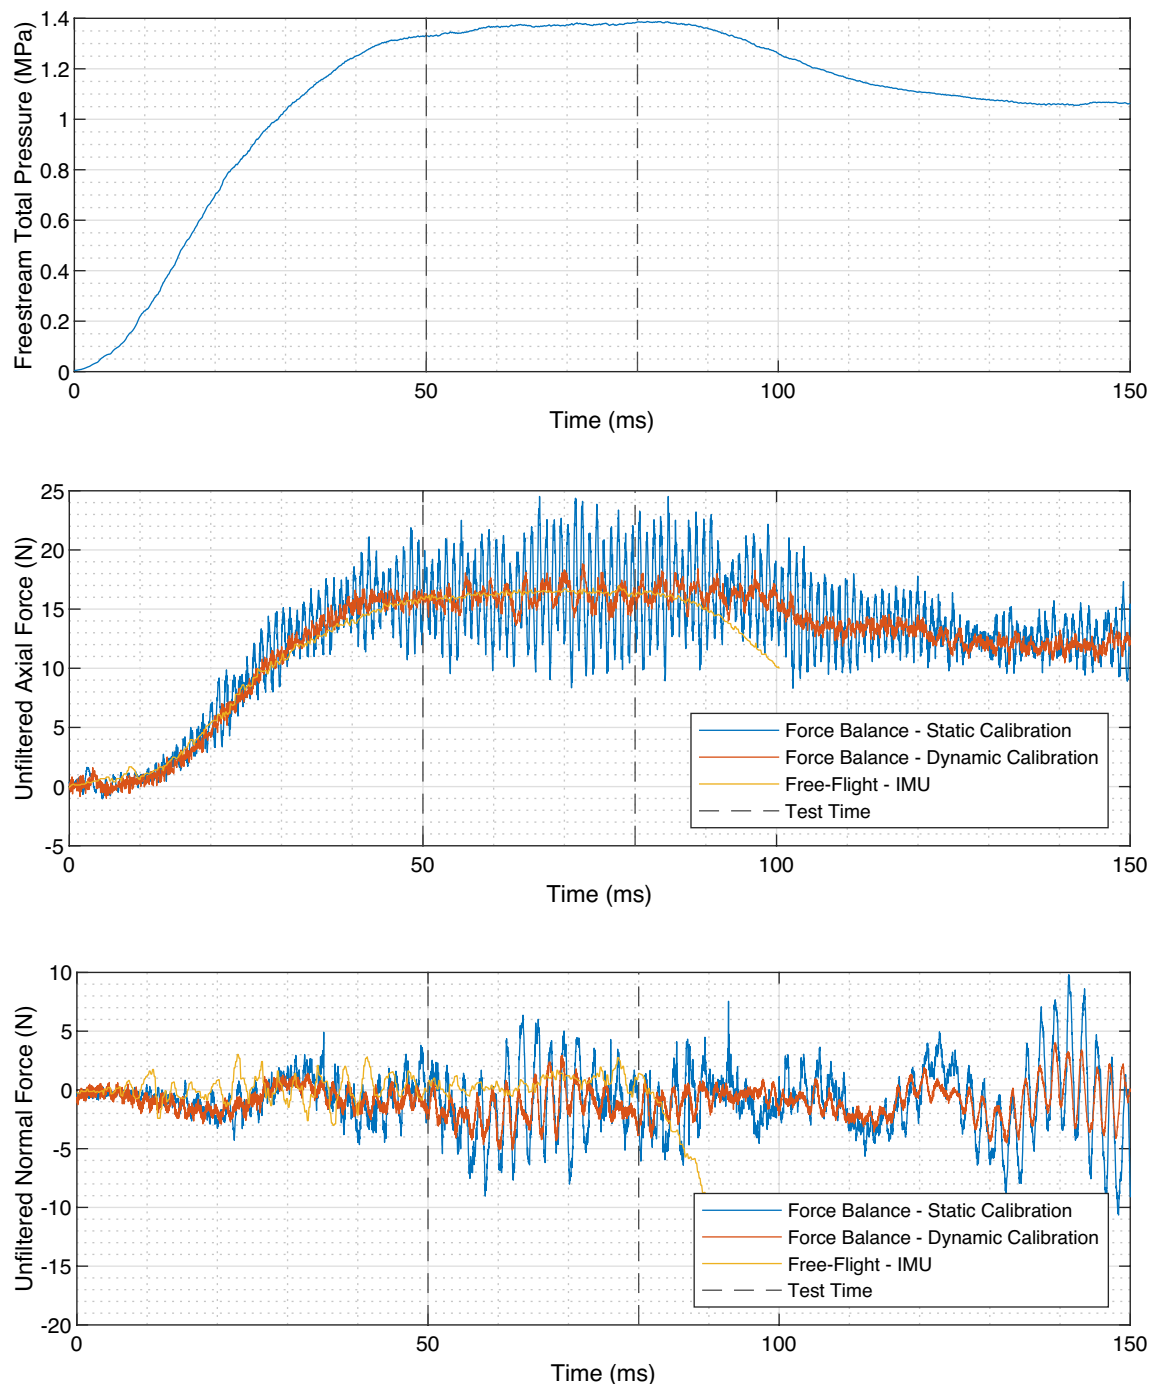 Freestream Total Pressure (MPa)
1.4
1.2
1
0.8
0.6
0.4
0.2
0
0
50
100
150
Time (ms)
Unfiltered Axial Force (N)
25
20
15
10
5
0
-5
0
50
100
150
Force Balance - Static Calibration
Force Balance - Dynamic Calibration
Free-Flight - IMU
Test Time
Time (ms)
Unfiltered Normal Force (N)
10
5
0
-5
-10
-15
-20
0
50
100
150
Force Balance - Static Calibration
Force Balance - Dynamic Calibration
Free-Flight - IMU
Test Time
Time (ms)